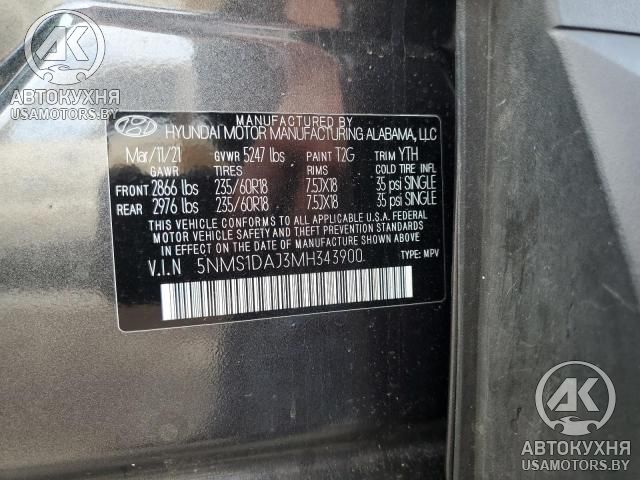 АВТОКУХНЯ
USAMOTORS.BY
MANUFACTURED BY
HYUNDAI MOTOR MANUFACTURING ALABAMA, LLC
Mar/11/21 GVWR 5247 lbs PAINT T2G TRIM YTH
GAWR TIRES RIMS COLD TIRE INFL
FRONT 2866 lbs 235/60R18 7.5JX18 35 psi SINGLE
REAR 2976 lbs 235/60R18 7.5JX18 35 psi SINGLE
THIS VEHICLE CONFORMS TO ALL APPLICABLE U.S.A. FEDERAL
MOTOR VEHICLE SAFETY AND THEFT PREVENTION STANDARDS
IN EFFECT ON THE DATE OF MANUFACTURE SHOWN ABOVE.
V.I.N 5NMS1DAJ3MH343900 TYPE: MPV
АК
АВТОКУХНЯ
USAMOTORS.BY